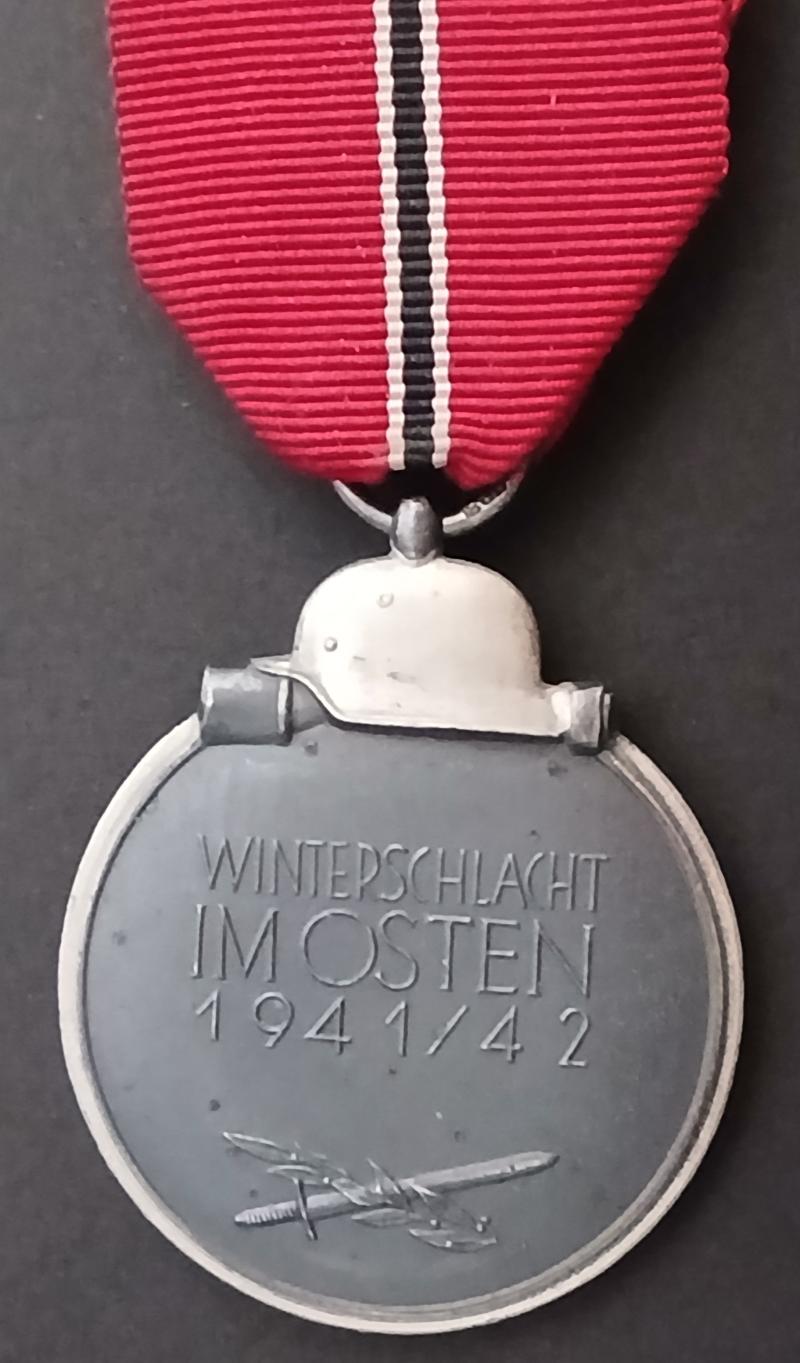 WINTERSCHLACHT
IM OSTEN
1941/42